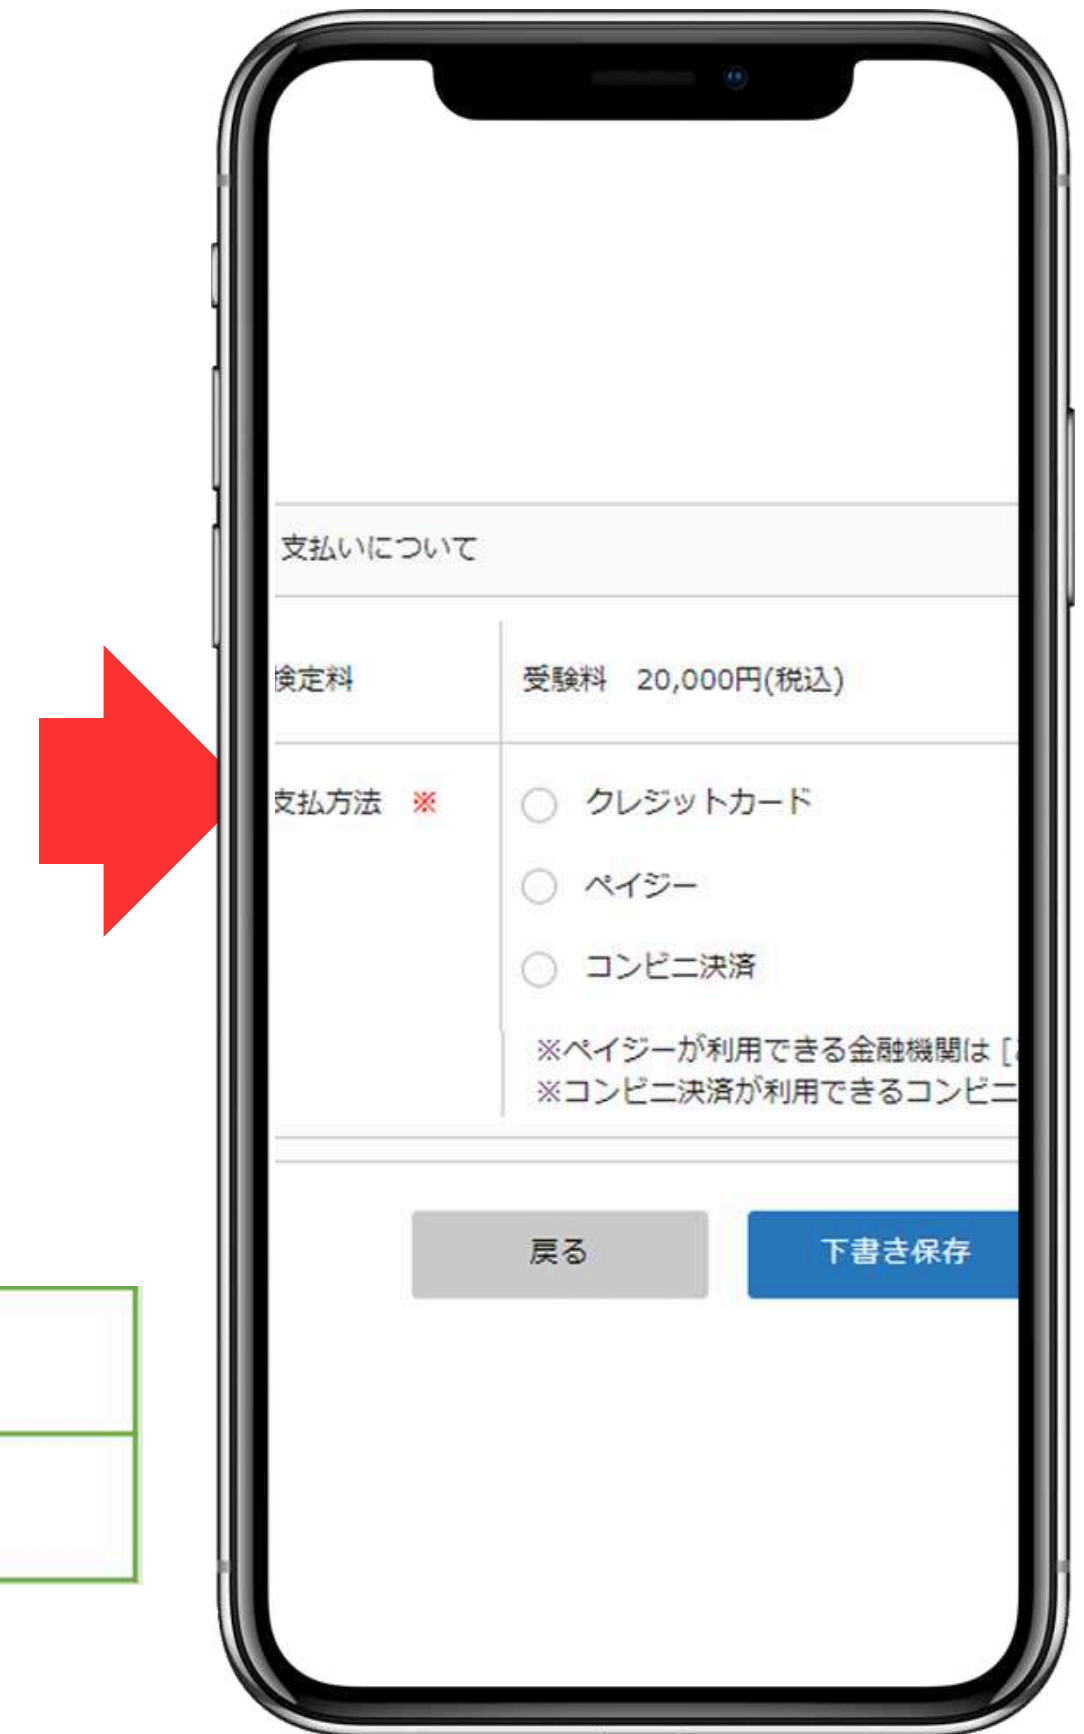 支払いについて
検定料
受験料 20,000円(税込)
支払方法 ※
クレジットカード
ペイジー
コンビニ決済
※ペイジーが利用できる金融機関は [
※コンビニ決済が利用できるコンビニ
戻る
下書き保存